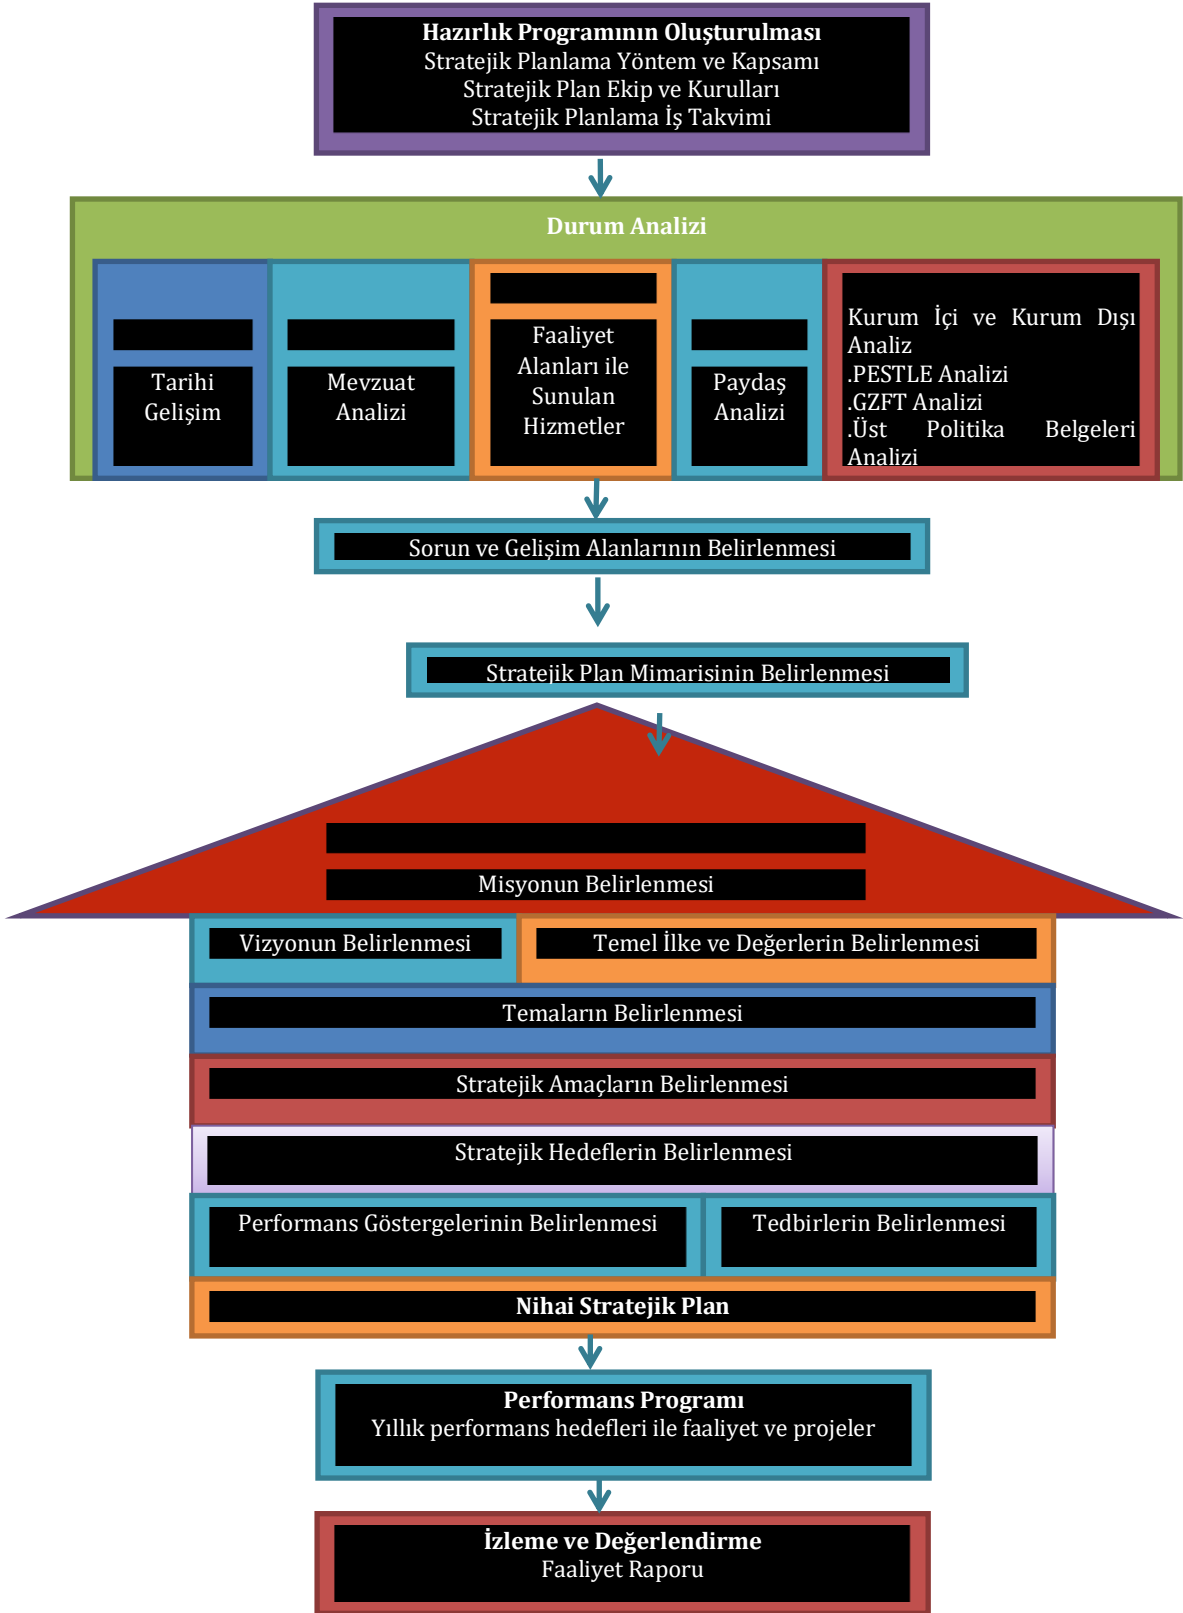 Hazırlık Programının Oluşturulması
Stratejik Planlama Yöntem ve Kapsamı
Stratejik Plan Ekip ve Kurulları
Stratejik Planlama İş Takvimi
Durum Analizi
Tarihi
Gelişim
Mevzuat
Analizi
Faaliyet
Alanları ile
Sunulan
Hizmetler
Paydaş
Analizi
Kurum İçi ve Kurum Dışı
Analiz
.PESTLE Analizi
.GZFT Analizi
.Üst Politika Belgeleri
Analizi
Sorun ve Gelişim Alanlarının Belirlenmesi
Stratejik Plan Mimarisinin Belirlenmesi
Misyonun Belirlenmesi
Vizyonun Belirlenmesi
Temel İlke ve Değerlerin Belirlenmesi
Temaların Belirlenmesi
Stratejik Amaçların Belirlenmesi
Stratejik Hedeflerin Belirlenmesi
Performans Göstergelerinin Belirlenmesi
Tedbirlerin Belirlenmesi
Nihai Stratejik Plan
Performans Programı
Yıllık performans hedefleri ile faaliyet ve projeler
İzleme ve Değerlendirme
Faaliyet Raporu